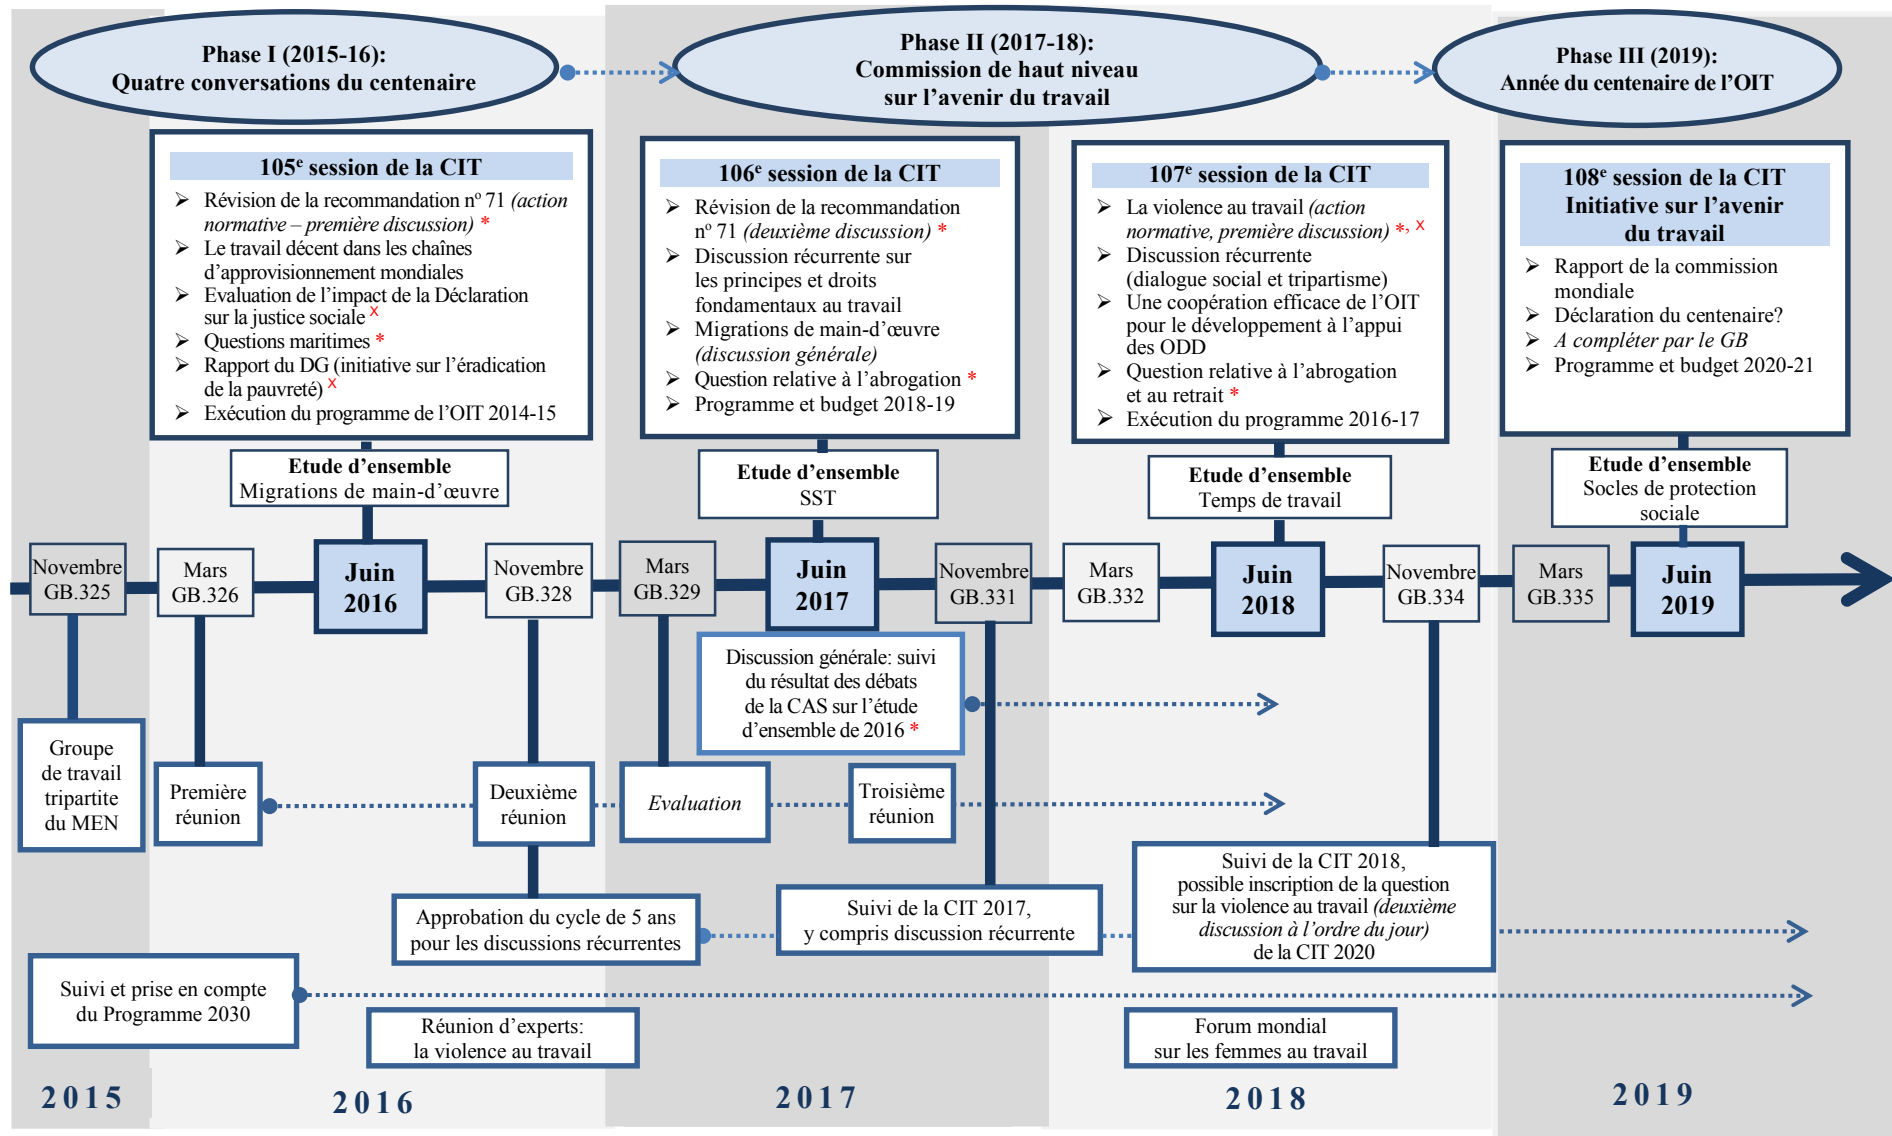 Phase I (2015-16):
Quatre conversations du centenaire
Phase II (2017-18):
Commission de haut niveau
sur l’avenir du travail
Phase III (2019):
Année du centenaire de l’OIT
105e session de la CIT
➢ Révision de la recommandation no 71 (action
normative – première discussion) *
➢ Le travail décent dans les chaînes
d’approvisionnement mondiales
➢ Evaluation de l’impact de la Déclaration
sur la justice sociale x
➢ Questions maritimes *
➢ Rapport du DG (initiative sur l’éradication
de la pauvreté) x
➢ Exécution du programme de l’OIT 2014-15
106e session de la CIT
➢ Révision de la recommandation
no 71 (deuxième discussion) *
➢ Discussion récurrente sur
les principes et droits
fondamentaux au travail
➢ Migrations de main-d’œuvre
(discussion générale)
➢ Question relative à l’abrogation *
➢ Programme et budget 2018-19
107e session de la CIT
➢ La violence au travail (action
normative, première discussion) *, x
➢ Discussion récurrente
(dialogue social et tripartisme)
➢ Une coopération efficace de l’OIT
pour le développement à l’appui
des ODD
➢ Question relative à l’abrogation
et au retrait *
➢ Exécution du programme 2016-17
108e session de la CIT
Initiative sur l’avenir
du travail
➢ Rapport de la commission
mondiale
➢ Déclaration du centenaire?
➢ A compléter par le GB
➢ Programme et budget 2020-21
Etude d’ensemble
Migrations de main-d’œuvre
Etude d’ensemble
SST
Etude d’ensemble
Temps de travail
Etude d’ensemble
Socles de protection
sociale
Novembre
GB.325
Mars
GB.326
Juin
2016
Novembre
GB.328
Mars
GB.329
Juin
2017
Novembre
GB.331
Mars
GB.332
Juin
2018
Novembre
GB.334
Mars
GB.335
Juin
2019
Discussion générale: suivi
du résultat des débats
de la CAS sur l’étude
d’ensemble de 2016 *
Groupe
de travail
tripartite
du MEN
Première
réunion
Deuxième
réunion
Evaluation
Troisième
réunion
Approbation du cycle de 5 ans
pour les discussions récurrentes
Suivi de la CIT 2017,
y compris discussion récurrente
Suivi de la CIT 2018,
possible inscription de la question
sur la violence au travail (deuxième
discussion à l’ordre du jour)
de la CIT 2020
Suivi et prise en compte
du Programme 2030
Réunion d’experts:
la violence au travail
Forum mondial
sur les femmes au travail
2015
2016
2017
2018
2019